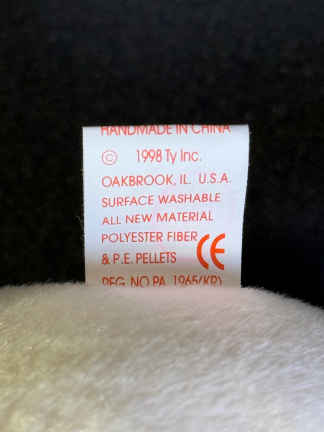 HANDMADE IN CHINA
© 1998 Ty Inc.
OAKBROOK, IL. U.S.A.
SURFACE WASHABLE
ALL NEW MATERIAL
POLYESTER FIBER
& P.E. PELLETS CE
REG. NO PA. 1965(KR)